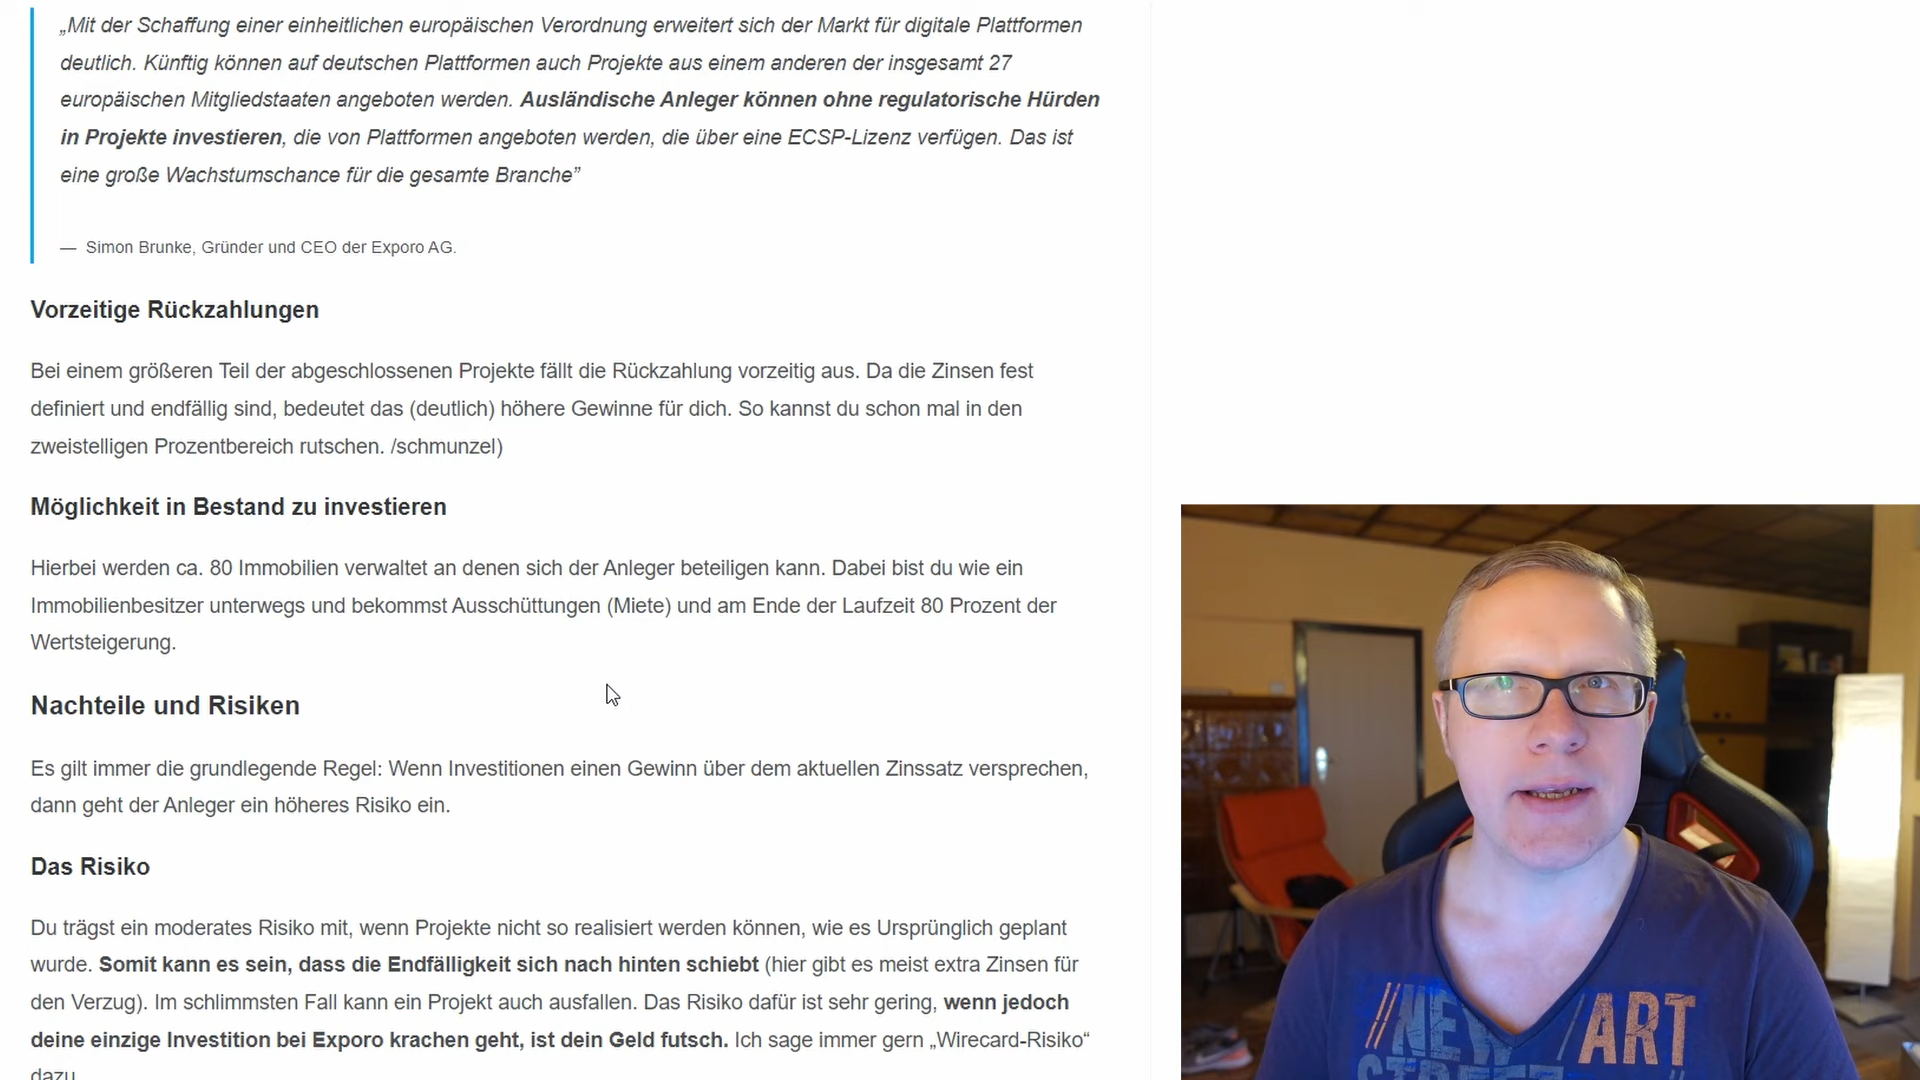 „Mit der Schaffung einer einheitlichen europäischen Verordnung erweitert sich der Markt für digitale Plattformen
deutlich. Künftig können auf deutschen Plattformen auch Projekte aus einem anderen der insgesamt 27
europäischen Mitgliedstaaten angeboten werden. Ausländische Anleger können ohne regulatorische Hürden
in Projekte investieren, die von Plattformen angeboten werden, die über eine ECSP-Lizenz verfügen. Das ist
eine große Wachstumschance für die gesamte Branche”
— Simon Brunke, Gründer und CEO der Exporo AG.
Vorzeitige Rückzahlungen
Bei einem größeren Teil der abgeschlossenen Projekte fällt die Rückzahlung vorzeitig aus. Da die Zinsen fest
definiert und endfällig sind, bedeutet das (deutlich) höhere Gewinne für dich. So kannst du schon mal in den
zweistelligen Prozentbereich rutschen. /schmunzel)
Möglichkeit in Bestand zu investieren
Hierbei werden ca. 80 Immobilien verwaltet an denen sich der Anleger beteiligen kann. Dabei bist du wie ein
Immobilienbesitzer unterwegs und bekommst Ausschüttungen (Miete) und am Ende der Laufzeit 80 Prozent der
Wertsteigerung.
Nachteile und Risiken
Es gilt immer die grundlegende Regel: Wenn Investitionen einen Gewinn über dem aktuellen Zinssatz versprechen,
dann geht der Anleger ein höheres Risiko ein.
Das Risiko
Du trägst ein moderates Risiko mit, wenn Projekte nicht so realisiert werden können, wie es Ursprünglich geplant
wurde. Somit kann es sein, dass die Endfälligkeit sich nach hinten schiebt (hier gibt es meist extra Zinsen für
den Verzug). Im schlimmsten Fall kann ein Projekt auch ausfallen. Das Risiko dafür ist sehr gering, wenn jedoch
deine einzige Investition bei Exporo krachen geht, ist dein Geld futsch. Ich sage immer gern „Wirecard-Risiko“
dazu
//NEW/ART